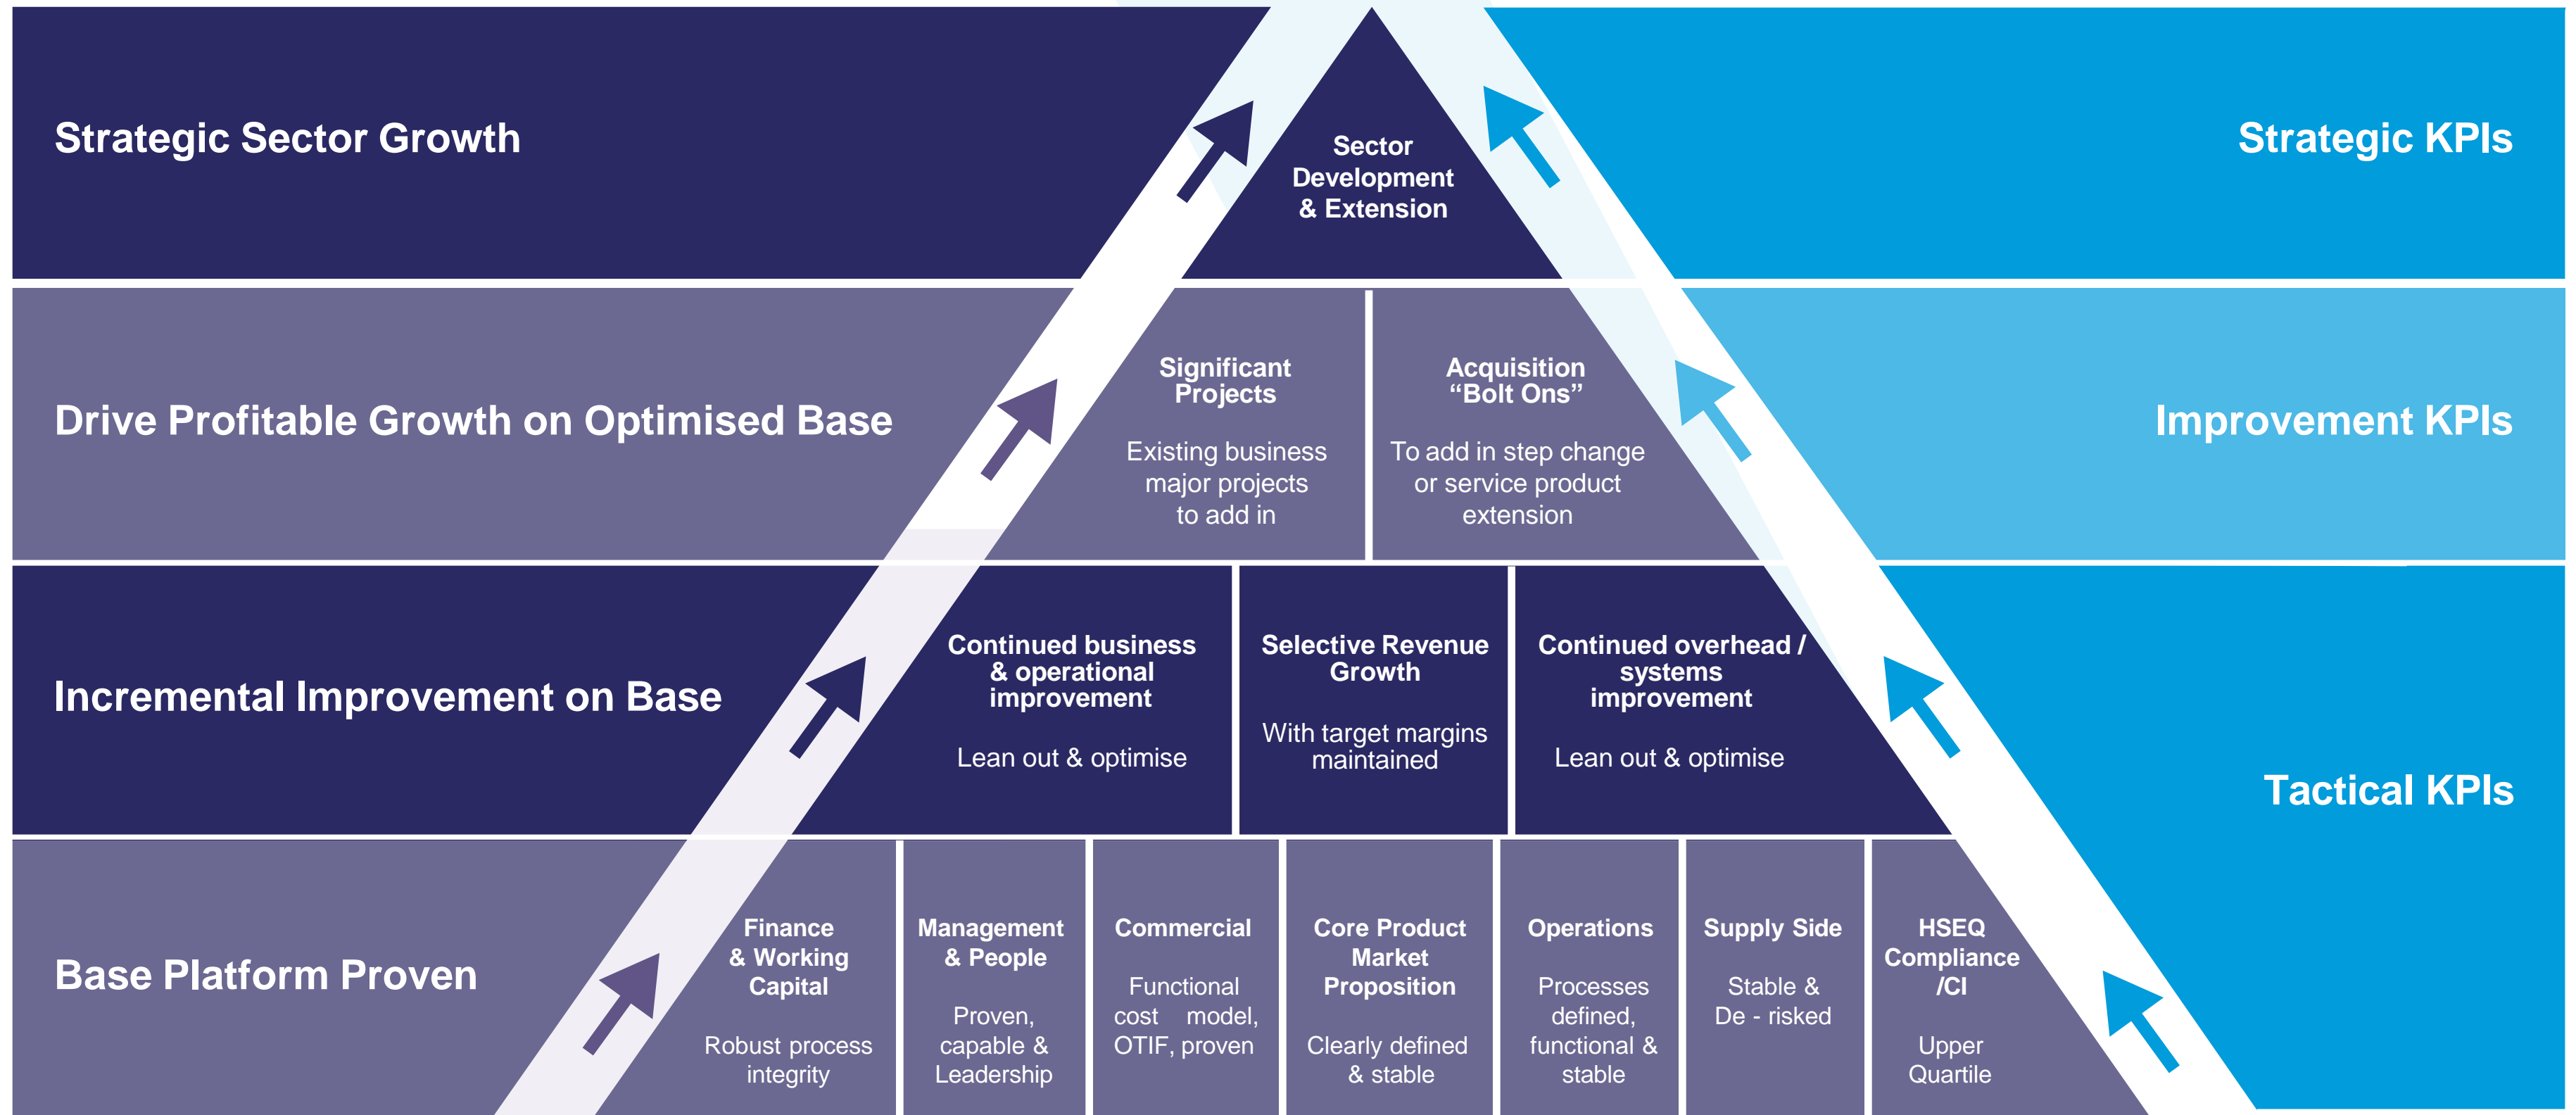 Strategic Sector Growth
Sector
Development
& Extension
Strategic KPIs
Drive Profitable Growth on Optimised Base
Significant
Projects
Existing business
major projects
to add in
Acquisition
“Bolt Ons”
To add in step change
or service product
extension
Improvement KPIs
Incremental Improvement on Base
Continued business
& operational
improvement
Lean out & optimise
Selective Revenue
Growth
With target margins
maintained
Continued overhead /
systems
improvement
Lean out & optimise
Tactical KPIs
Base Platform Proven
Finance
& Working
Capital
Robust process
integrity
Management
& People
Proven,
capable &
Leadership
Commercial
Functional
cost model,
OTIF, proven
Core Product
Market
Proposition
Clearly defined
& stable
Operations
Processes
defined,
functional &
stable
Supply Side
Stable &
De - risked
HSEQ
Compliance
/CI
Upper
Quartile